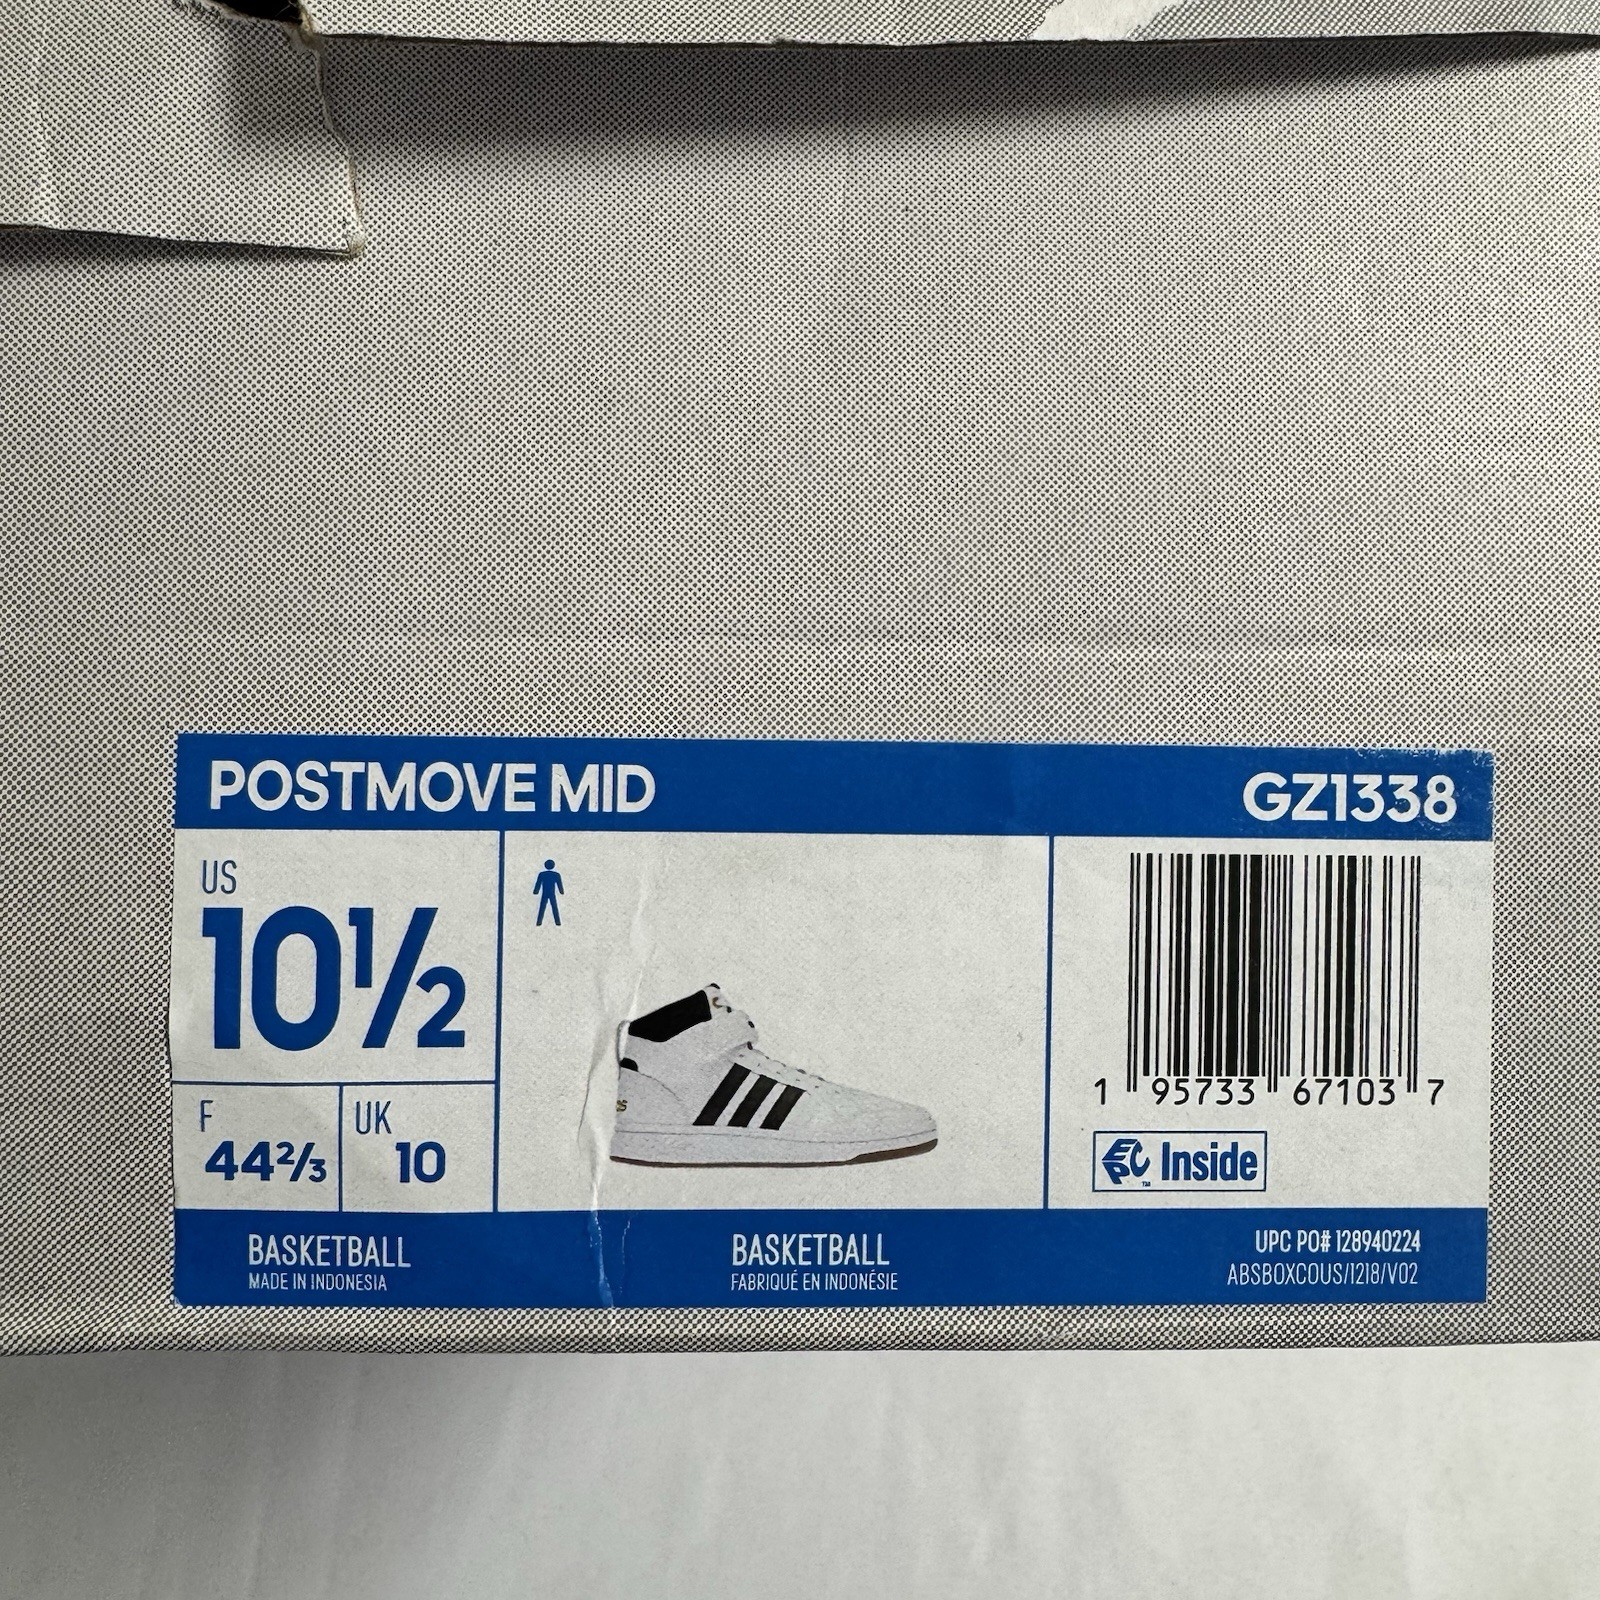 POSTMOVE MID
GZ1338
US
10½
F
44⅔
UK
10
1 95733 67103 7
EPC™ Inside
BASKETBALL
MADE IN INDONESIA
BASKETBALL
FABRIQUÉ EN INDONÉSIE
UPC PO# 128940224
ABSBOXCOUS/1218/V02